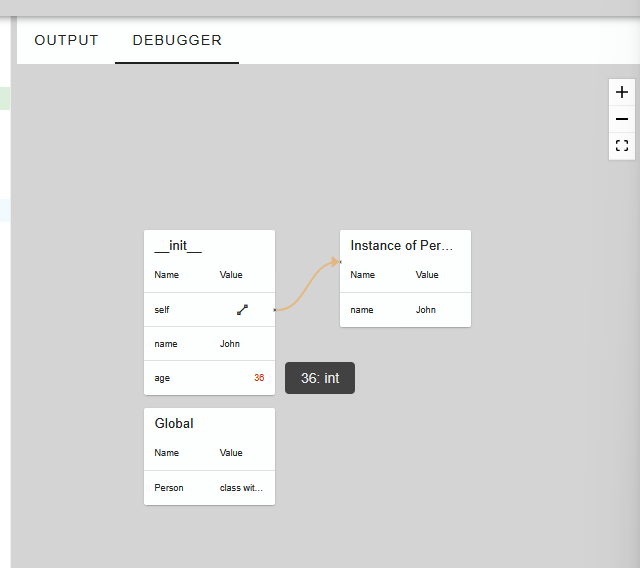 OUTPUT DEBUGGER
__init__
Name Value
self
name John
age 36
36: int
Instance of Per...
Name Value
name John
Global
Name Value
Person class wit...